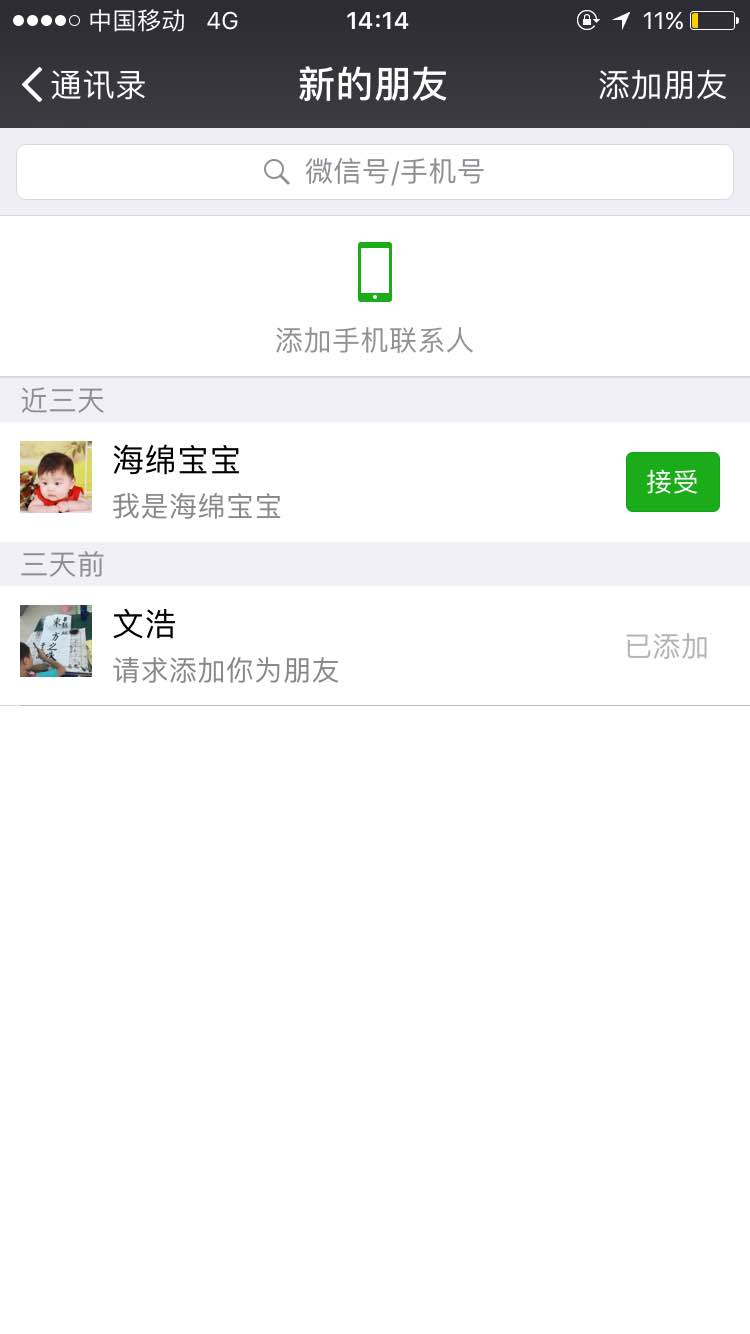 中国移动 4G 14:14 11%
通讯录 新的朋友 添加朋友
微信号/手机号
添加手机联系人
近三天
海绵宝宝
我是海绵宝宝
接受
三天前
文浩
请求添加你为朋友
已添加
東方之